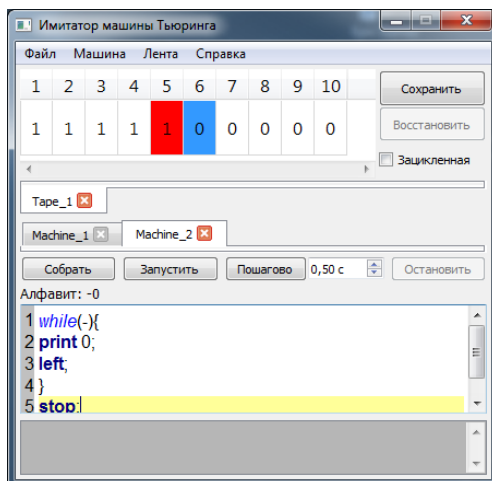 Имитатор машины Тьюринга
Файл Машина Лента Справка
1 2 3 4 5 6 7 8 9 10
Сохранить
1 1 1 1 1 0 0 0 0 0
Восстановить
Зацикленная
Tape_1
Machine_1 Machine_2
Собрать Запустить Пошагово 0,50 с Остановить
Алфавит: -0
1 while(-){
2 print 0;
3 left;
4 }
5 stop;